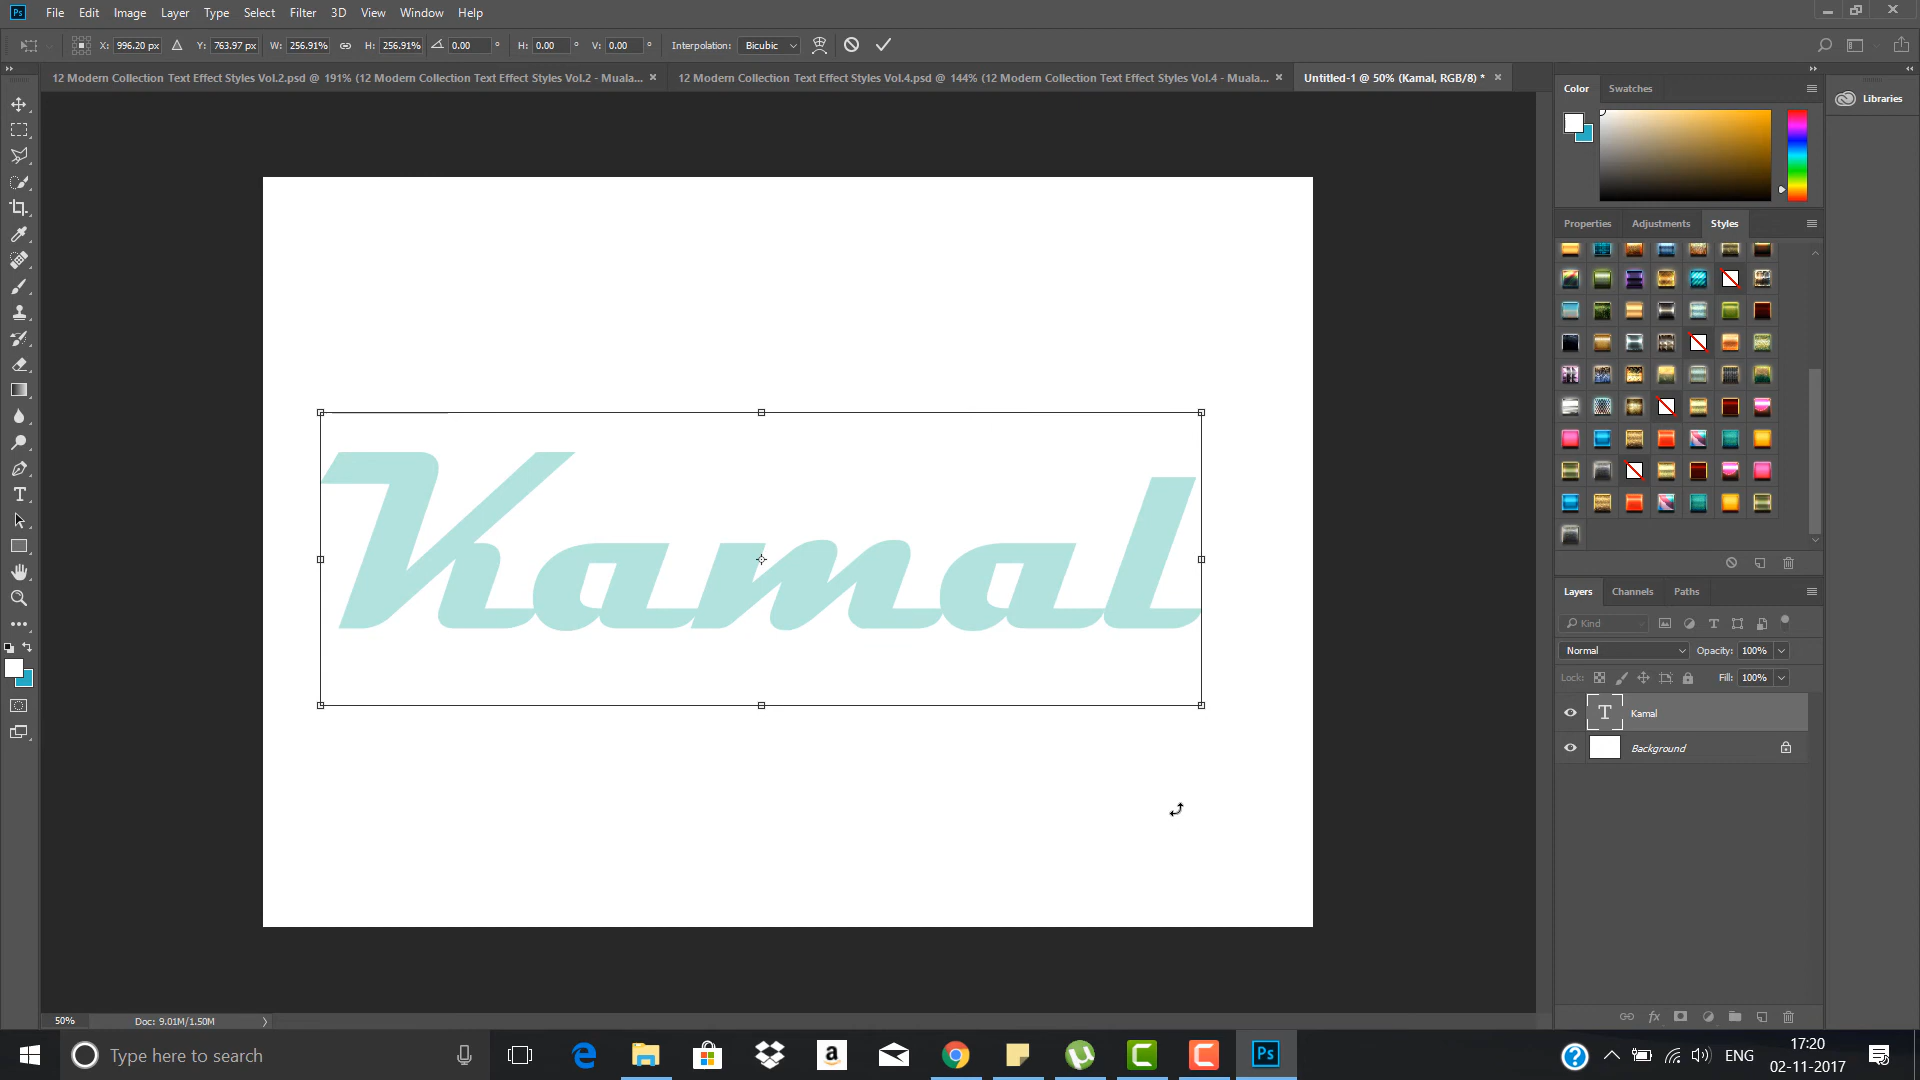 Ps File Edit Image Layer Type Select Filter 3D View Window Help
X: 996.20 px Y: 763.97 px W: 256.91% H: 256.91% 0.00 ° H: 0.00 ° V: 0.00 ° Interpolation: Bicubic
12 Modern Collection Text Effect Styles Vol.2.psd @ 191% (12 Modern Collection Text Effect Styles Vol.2 - Muala... × 12 Modern Collection Text Effect Styles Vol.4.psd @ 144% (12 Modern Collection Text Effect Styles Vol.4 - Muala... × Untitled-1 @ 50% (Kamal, RGB/8) * ×
Color Swatches
Libraries
Properties Adjustments Styles
Kamal
Layers Channels Paths
Kind
Normal Opacity: 100%
Lock: Fill: 100%
T Kamal
Background
50% Doc: 9.01M/1.50M
Type here to search
ENG
17:20
02-11-2017